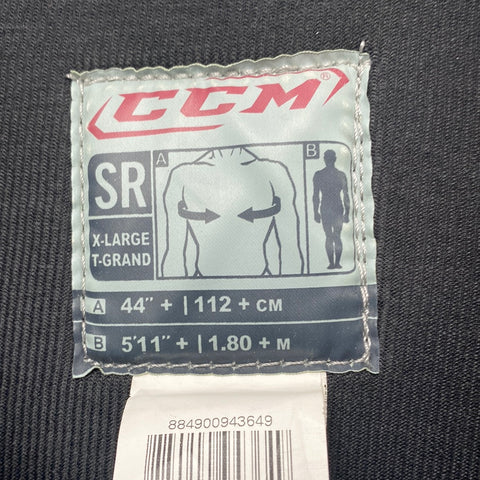 CCM®
SR
X-LARGE
T-GRAND
A
B
A 44" + | 112 + CM
B 5'11" + | 1.80 + M
884900943649